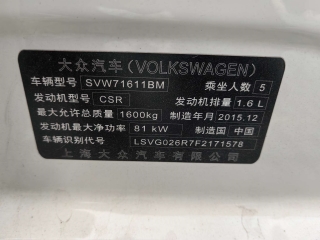 大众汽车(VOLKSWAGEN)
车辆型号 SVW71611BM 乘坐人数 5
发动机型号 CSR 发动机排量 1.6 L
最大允许总质量 1600kg 制造年月 2015.12
发动机最大净功率 81 kW 制造国 中国
车辆识别代号 LSVG026R7F2171578
上海大众汽车有限公司